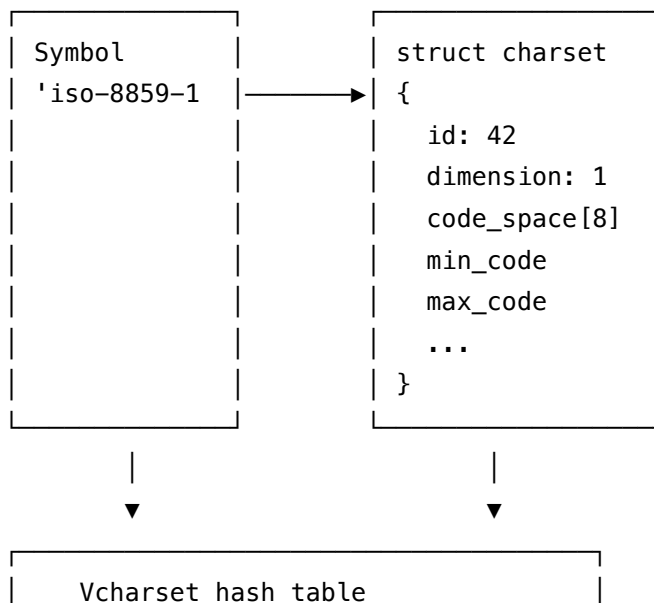 Symbol struct charset
'iso-8859-1 {
id: 42
dimension: 1
code_space[8]
min_code
max_code
...
}
Vcharset hash table